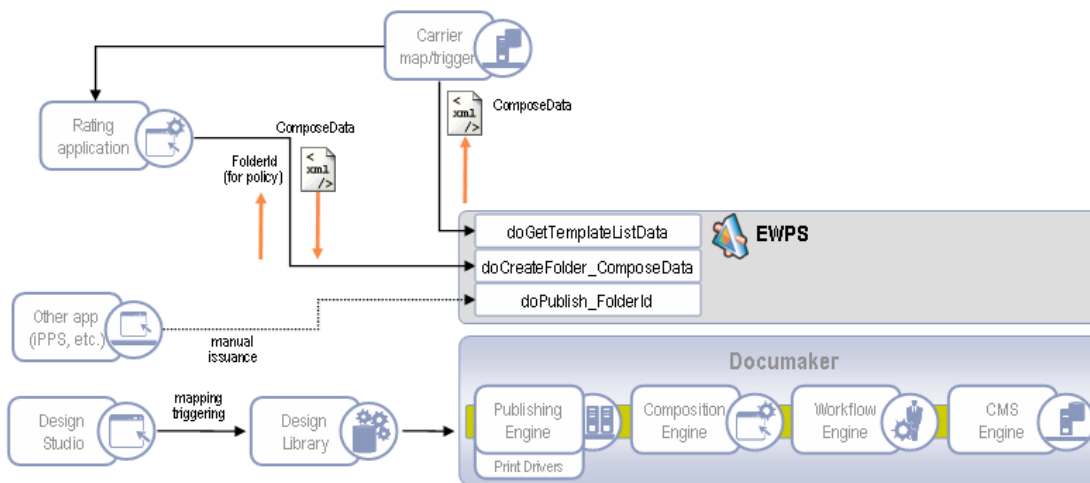 Carrier
map/trigger
<
xml
/>
ComposeData
Rating
application
ComposeData
<
xml
/>
FolderId
(for policy)
doGetTemplateListData
EWPS
doCreateFolder_ComposeData
doPublish_FolderId
Other app
(iPPS, etc.)
manual
issuance
Documaker
mapping
triggering
Design
Studio
Design
Library
Publishing
Engine
Print Drivers
Composition
Engine
Workflow
Engine
CMS
Engine